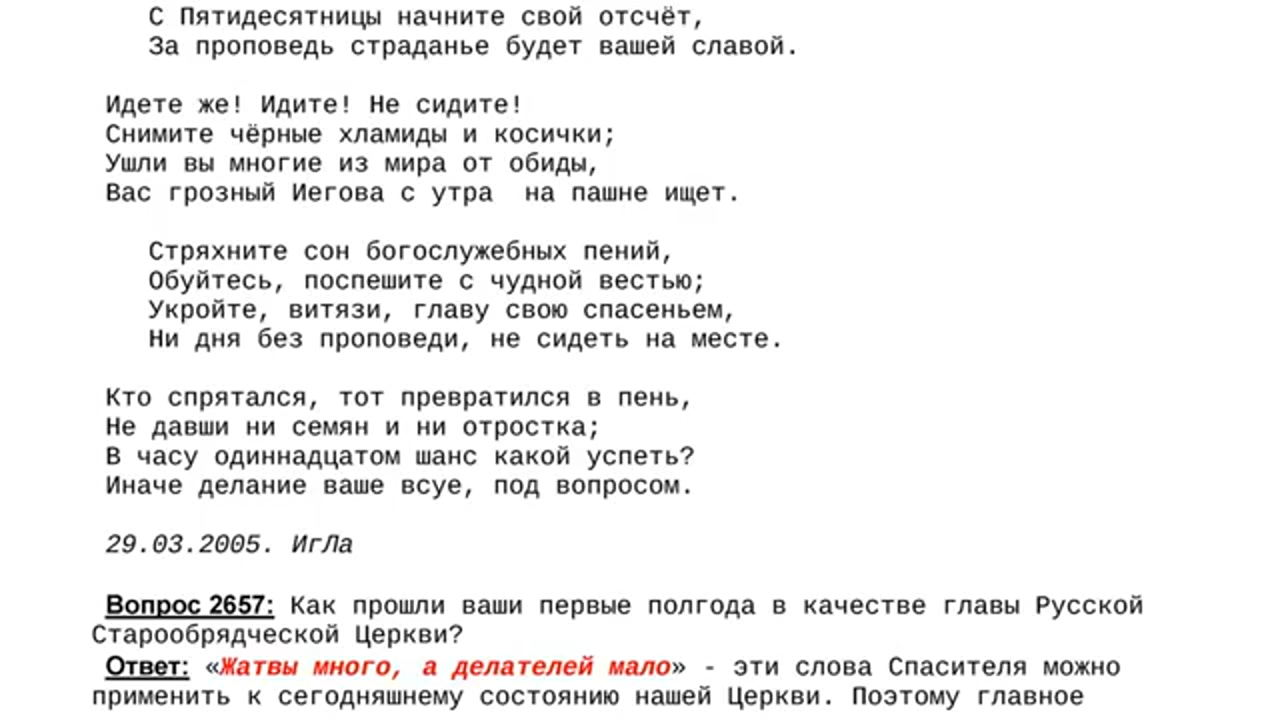 С Пятидесятницы начните свой отсчёт,
За проповедь страданье будет вашей славой.
Идете же! Идите! Не сидите!
Снимите чёрные хламиды и косички;
Ушли вы многие из мира от обиды,
Вас грозный Иегова с утра  на пашне ищет.
Стряхните сон богослужебных пений,
Обуйтесь, поспешите с чудной вестью;
Укройте, витязи, главу свою спасеньем,
Ни дня без проповеди, не сидеть на месте.
Кто спрятался, тот превратился в пень,
Не давши ни семян и ни отростка;
В часу одиннадцатом шанс какой успеть?
Иначе делание ваше всуе, под вопросом.
29.03.2005. ИгЛа
Вопрос 2657: Как прошли ваши первые полгода в качестве главы Русской
Старообрядческой Церкви?
Ответ: «Жатвы много, а делателей мало» - эти слова Спасителя можно
применить к сегодняшнему состоянию нашей Церкви. Поэтому главное